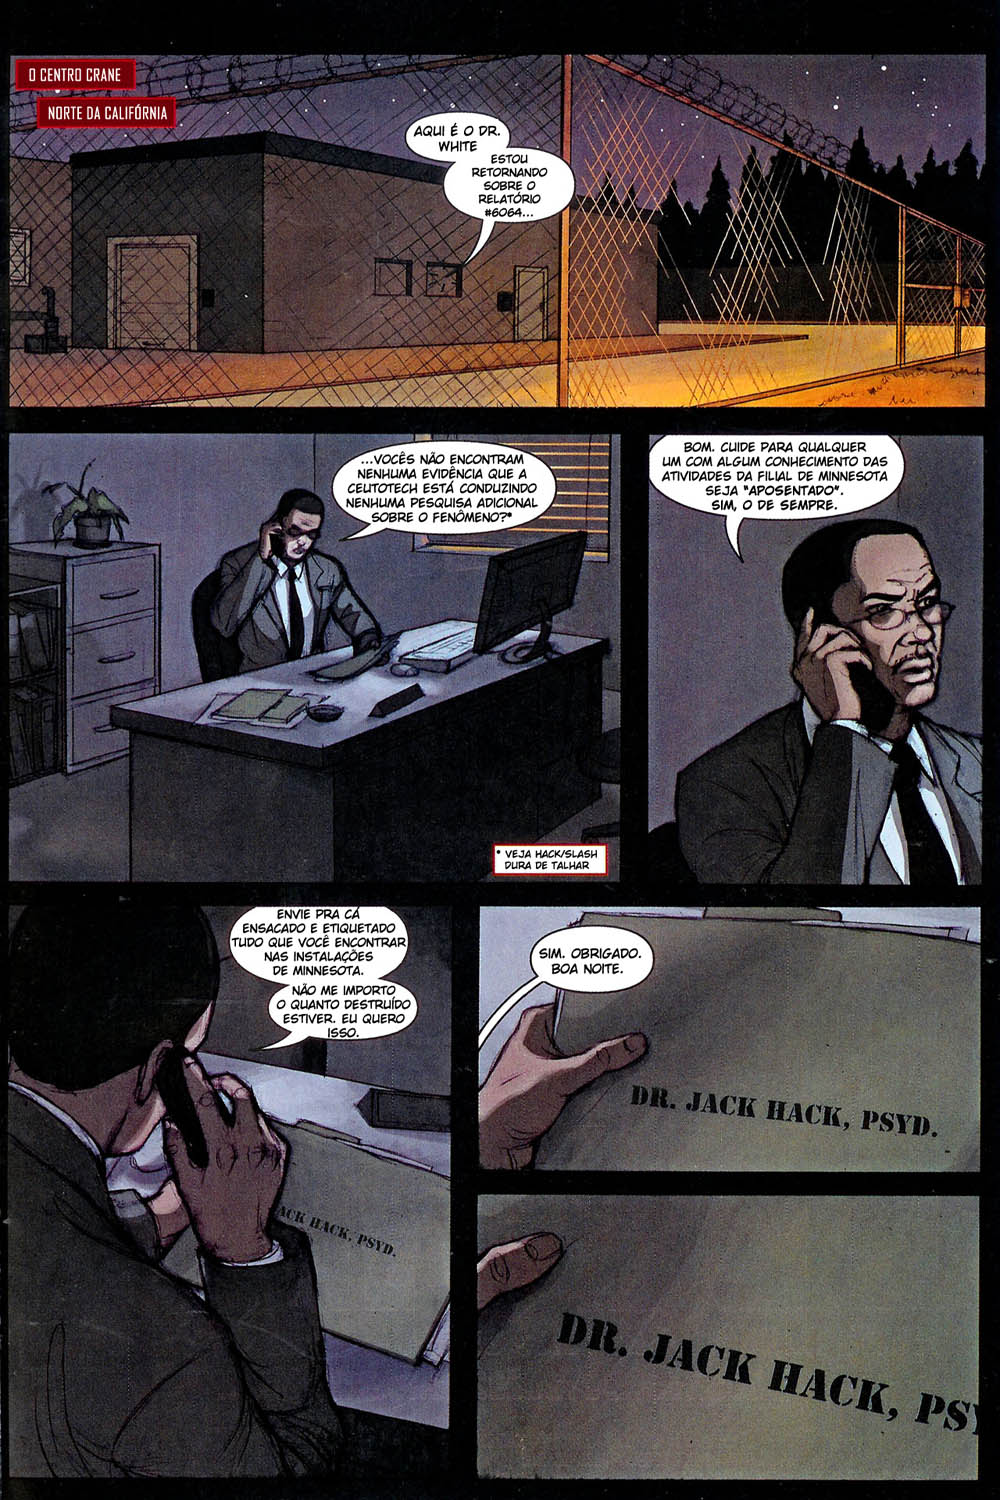 O CENTRO CRANE
NORTE DA CALIFÓRNIA
AQUI É O DR.
WHITE
ESTOU
RETORNANDO
SOBRE O
RELATÓRIO
#6064...
...VOCÊS NÃO ENCONTRAM
NENHUMA EVIDÊNCIA QUE A
CEUTOTECH ESTÁ CONDUZINDO
NENHUMA PESQUISA ADICIONAL
SOBRE O FENÔMENO?*
* VEJA HACK/SLASH
DURA DE TALHAR
BOM. CUIDE PARA QUALQUER
UM COM ALGUM CONHECIMENTO DAS
ATIVIDADES DA FILIAL DE MINNESOTA
SEJA "APOSENTADO".
SIM, O DE SEMPRE.
ENVIE PRA CÁ
ENSACADO E ETIQUETADO
TUDO QUE VOCÊ ENCONTRAR
NAS INSTALAÇÕES
DE MINNESOTA.
NÃO ME IMPORTO
O QUANTO DESTRUÍDO
ESTIVER. EU QUERO
ISSO.
ACK HACK, PSYD.
SIM. OBRIGADO.
BOA NOITE.
DR. JACK HACK, PSYD.
DR. JACK HACK, PSY